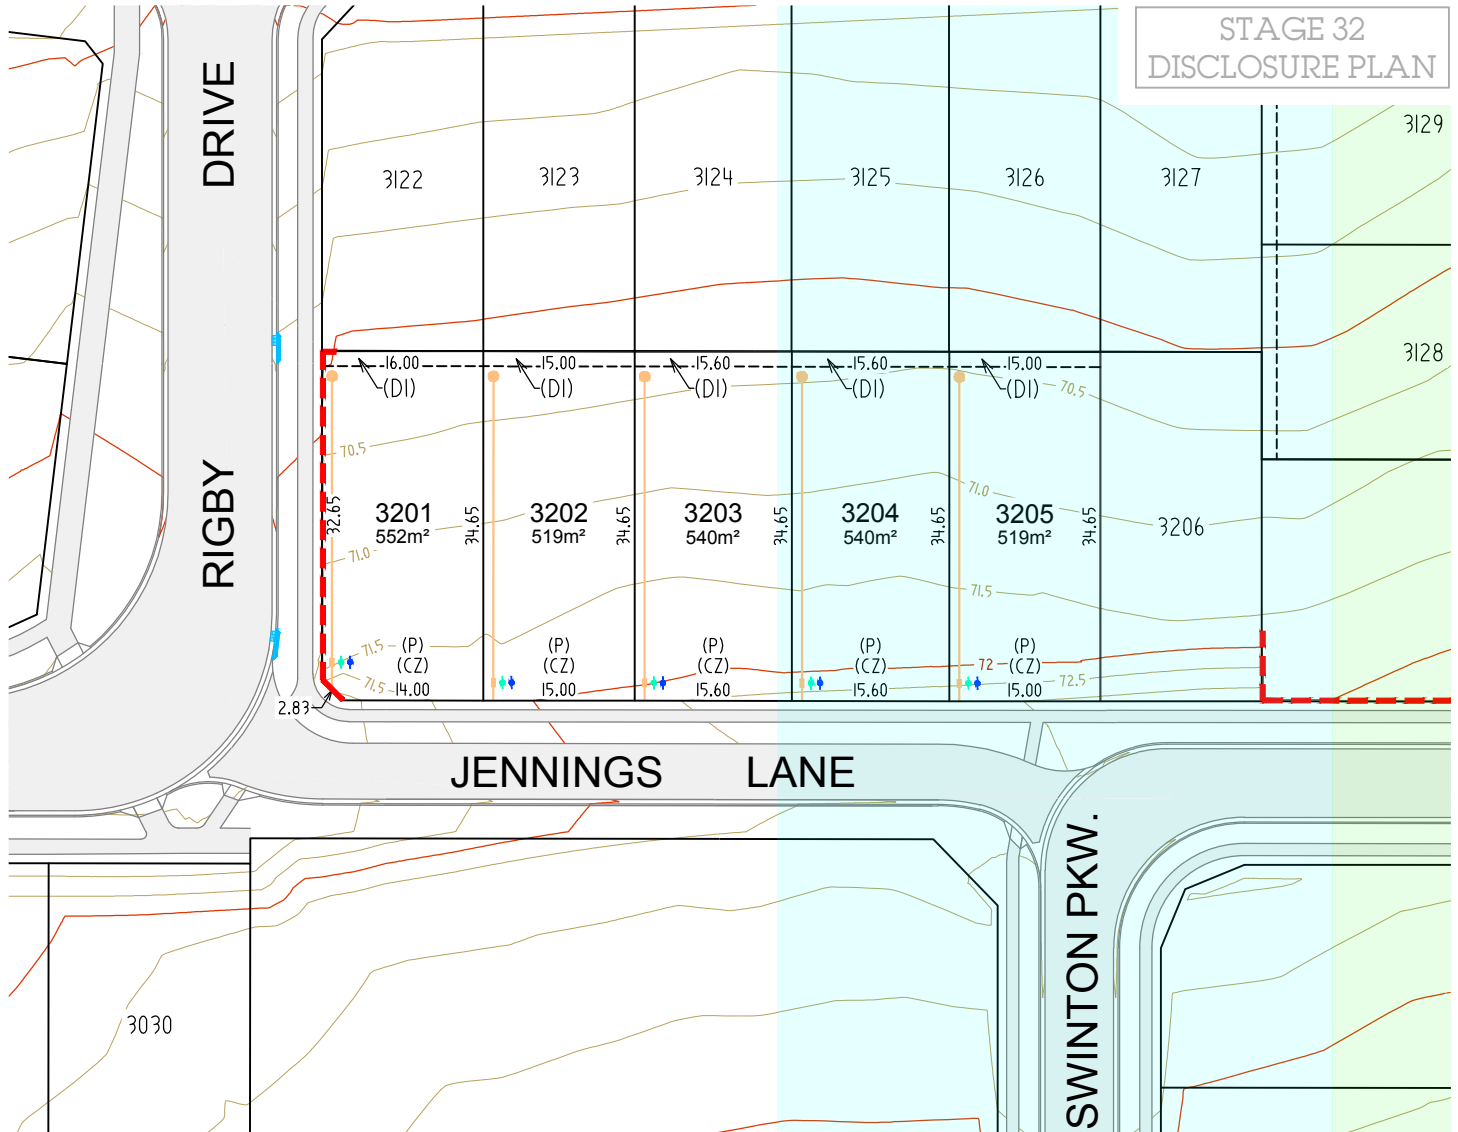 STAGE 32
DISCLOSURE PLAN
RIGBY DRIVE
3129
3122
3123
3124
3125
3126
3127
3128
16.00
15.00
15.60
15.60
15.00
(DI)
(DI)
(DI)
(DI)
(DI)
70.5
70.5
71.0
71.0
32.65
3201
552m²
34.65
3202
519m²
34.65
3203
540m²
34.65
3204
540m²
34.65
3205
519m²
34.65
3206
71.5
71.5
71.5
72
72.5
(P)
(CZ)
14.00
(P)
(CZ)
15.00
(P)
(CZ)
15.60
(P)
(CZ)
15.60
(P)
(CZ)
15.00
2.83
JENNINGS LANE
SWINTON PKW.
3030